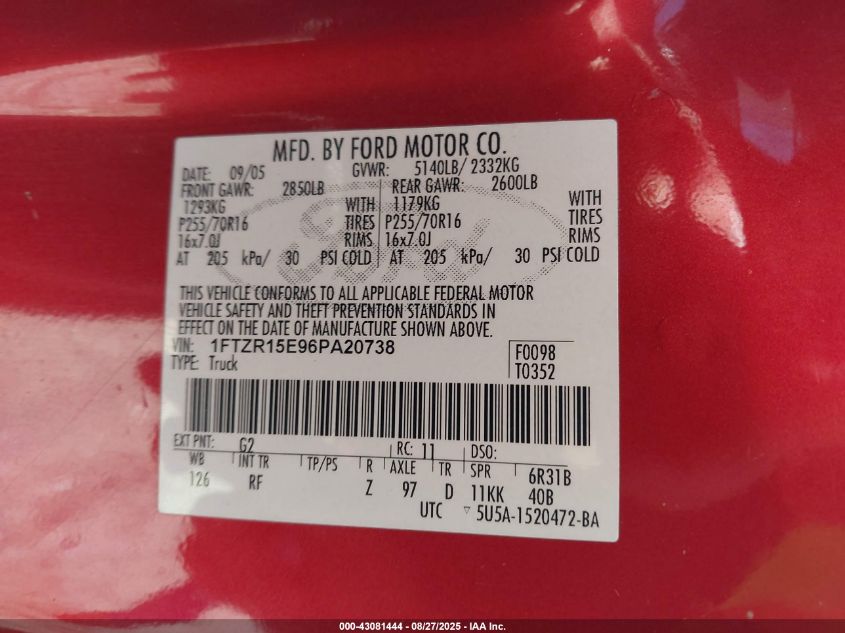 MFD. BY FORD MOTOR CO.
DATE: 09/05 GVWR: 5140LB/ 2332KG
FRONT GAWR: 2850LB REAR GAWR: 2600LB
1293KG WITH 1179KG WITH
P255/70R16 TIRES P255/70R16 TIRES
16x7.0J RIMS 16x7.0J RIMS
AT 205 kPa/ 30 PSI COLD AT 205 kPa/ 30 PSI COLD
THIS VEHICLE CONFORMS TO ALL APPLICABLE FEDERAL MOTOR
VEHICLE SAFETY AND THEFT PREVENTION STANDARDS IN
EFFECT ON THE DATE OF MANUFACTURE SHOWN ABOVE.
VIN: 1FTZR15E96PA20738 F0098
TYPE: Truck T0352
EXT PNT: G2 RC: 11 DSO:
WB INT TR TP/PS R AXLE TR SPR 6R31B
126 RF Z 97 D 11KK 40B
UTC ▽ 5U5A-1520472-BA
000-43081444 - 08/27/2025 - IAA Inc.